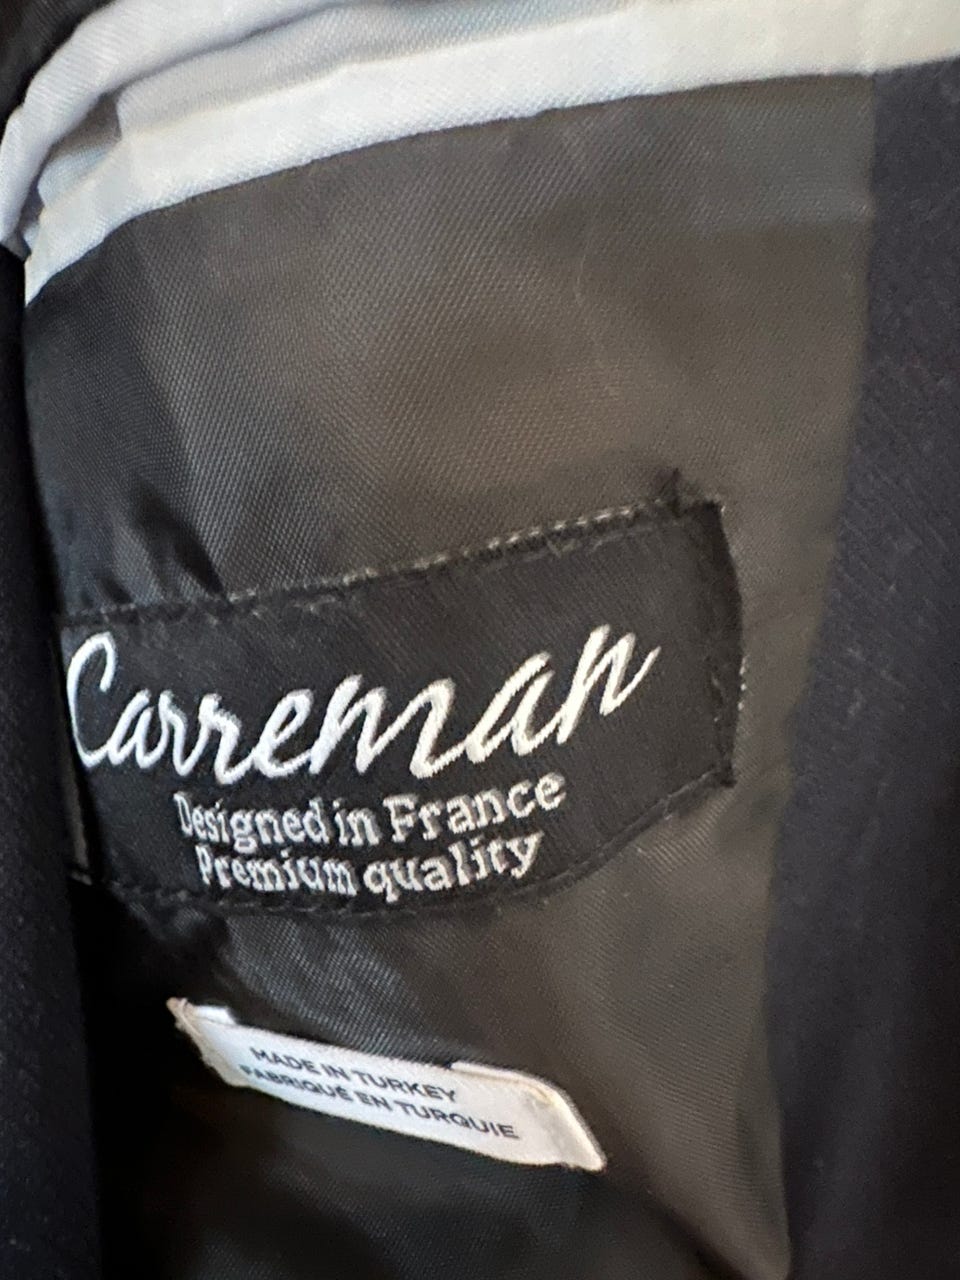 Carreman
Designed in France
Premium quality
MADE IN TURKEY
FABRIQUÉ EN TURQUIE